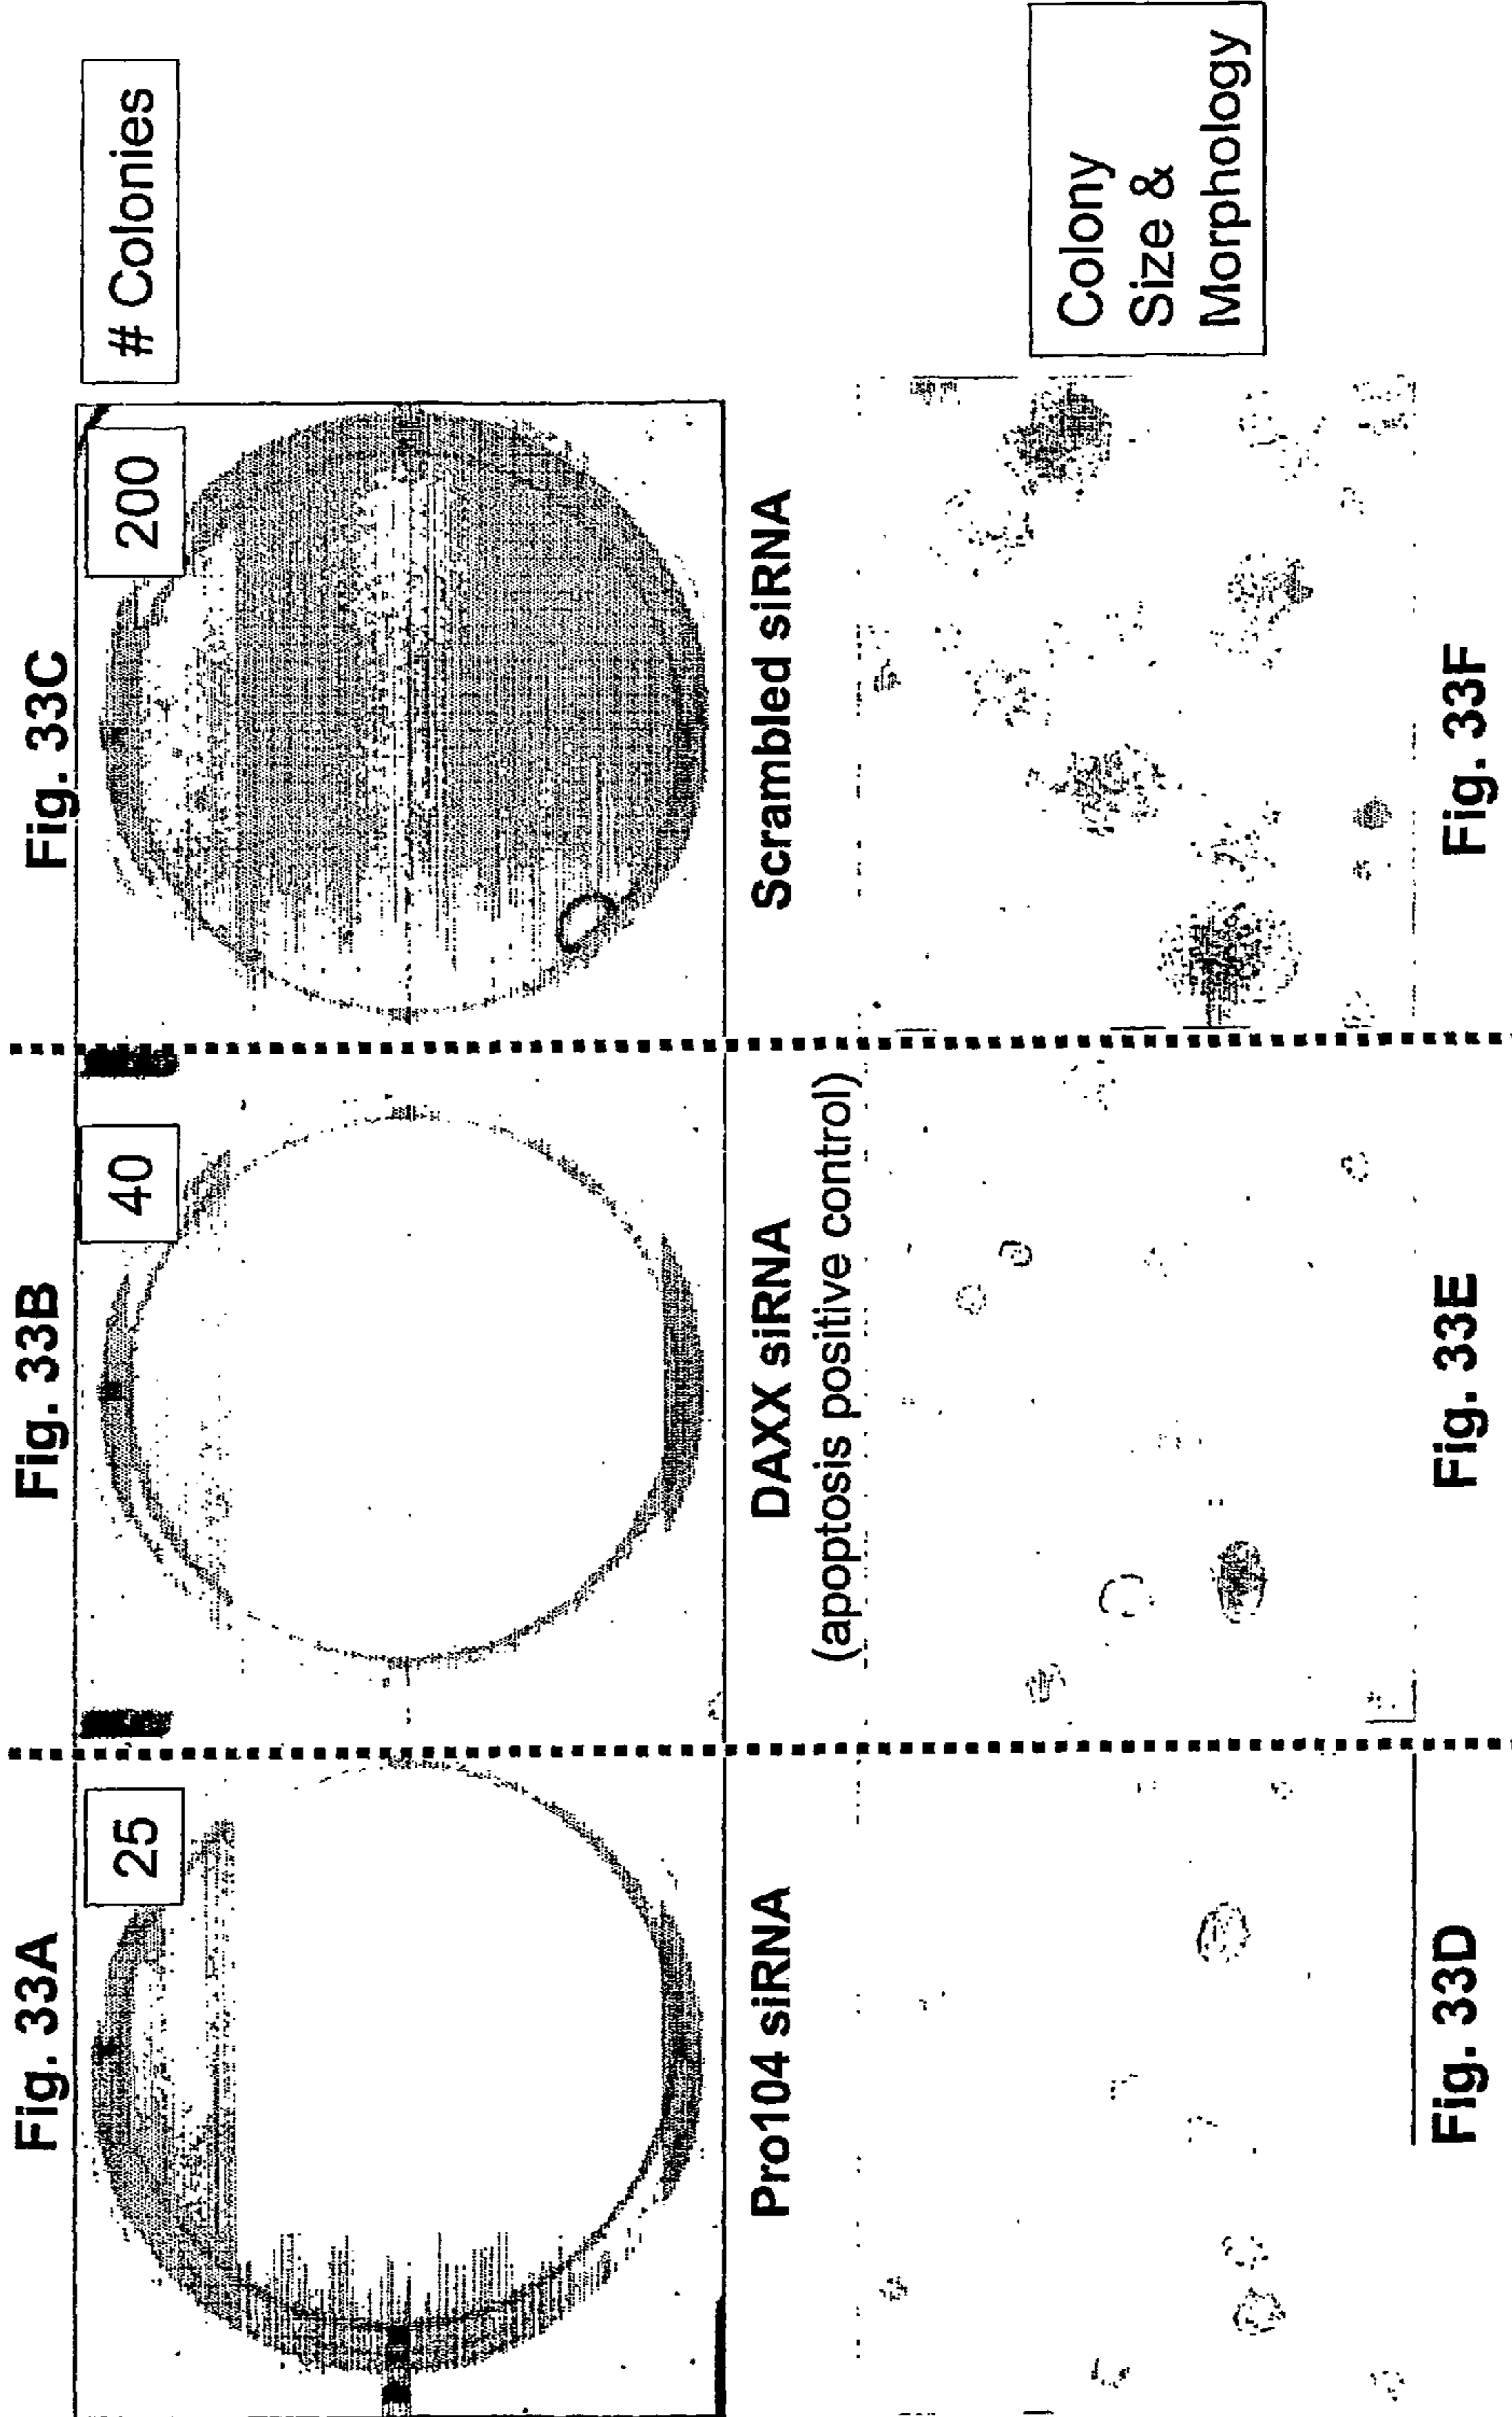 Fig. 33A
Fig. 33B
Fig. 33C
25
40
200
# Colonies
Pro104 siRNA
DAXX siRNA
(apoptosis positive control)
Scrambled siRNA
Colony
Size &
Morphology
Fig. 33D
Fig. 33E
Fig. 33F